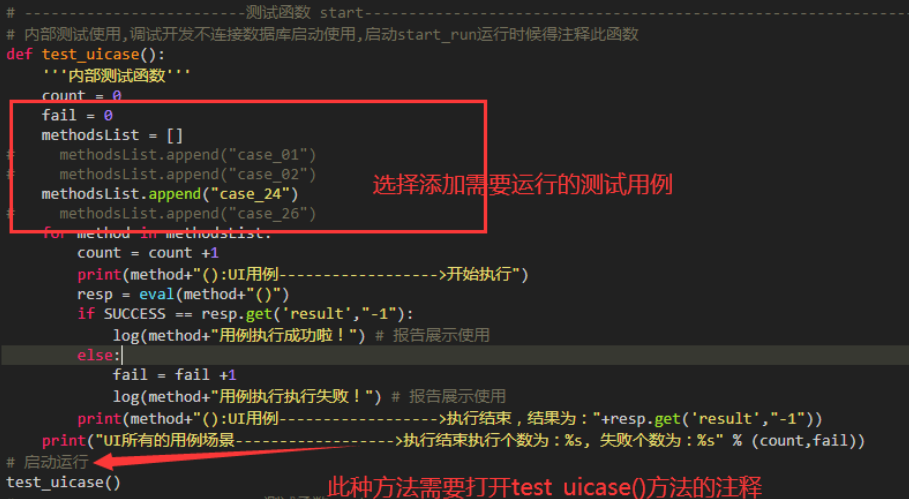 # -------------------------测试函数 start--------------------------------------------------------------
# 内部测试使用,调试开发不连接数据库启动使用,启动start_run运行时候得注释此函数
def test_uicase():
    '''内部测试函数'''
    count = 0
    fail = 0
    methodsList = []
#     methodsList.append("case_01")
#     methodsList.append("case_02")
选择添加需要运行的测试用例
    methodsList.append("case_24")
#     methodsList.append("case_26")
    for method in methodsList:
        count = count +1
        print(method+"():UI用例------------------>开始执行")
        resp = eval(method+"()")
        if SUCCESS == resp.get('result',"-1"):
            log(method+"用例执行成功啦！") # 报告展示使用
        else:
            fail = fail +1
            log(method+"用例执行执行失败！") # 报告展示使用
        print(method+"():UI用例------------------>执行结束，结果为："+resp.get('result',"-1"))
    print("UI所有的用例场景------------------>执行结束执行个数为：%s, 失败个数为：%s" % (count,fail))
# 启动运行
test_uicase()
此种方法需要打开test_uicase()方法的注释